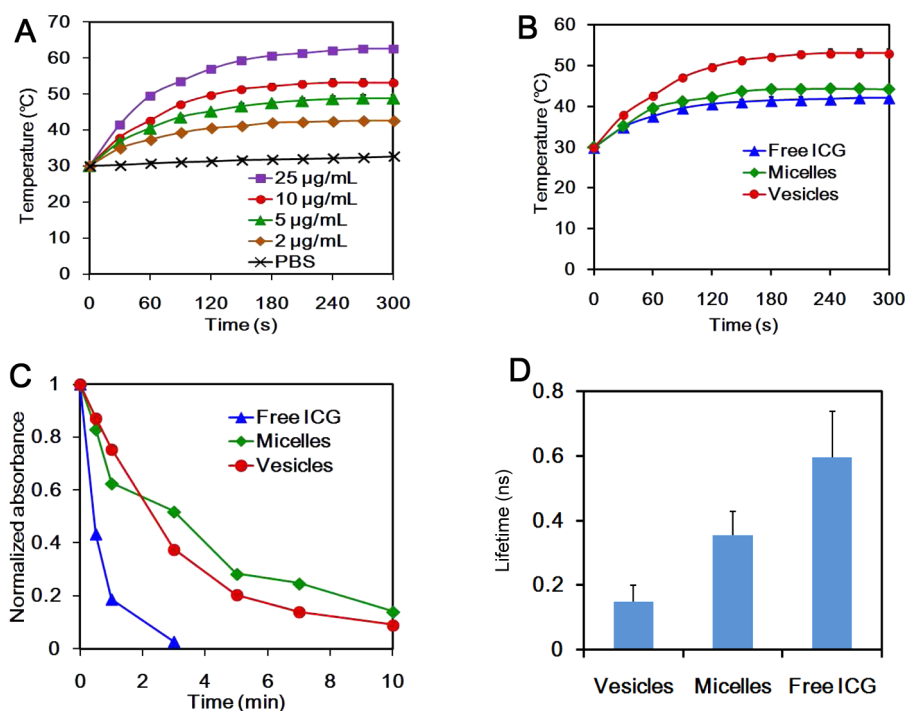 A
Temperature (°C)
70
60
50
40
30
20
10
0
25 µg/mL
10 µg/mL
5 µg/mL
2 µg/mL
PBS
0 60 120 180 240 300
Time (s)
B
Temperature (°C)
60
50
40
30
20
10
0
Free ICG
Micelles
Vesicles
0 60 120 180 240 300
Time (s)
C
Normalized absorbance
1
0.8
0.6
0.4
0.2
0
Free ICG
Micelles
Vesicles
0 2 4 6 8 10
Time (min)
D
Lifetime (ns)
0.8
0.6
0.4
0.2
0
Vesicles Micelles Free ICG